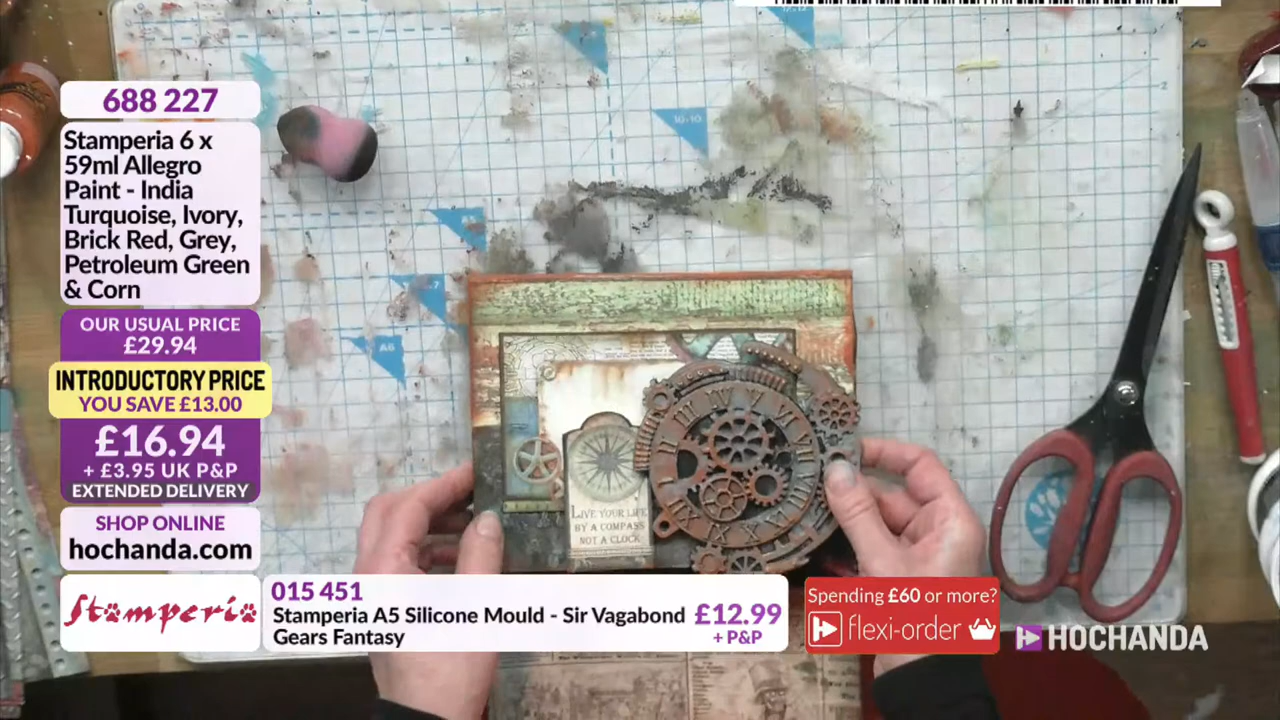 688 227
Stamperia 6 x
59ml Allegro
Paint - India
Turquoise, Ivory,
Brick Red, Grey,
Petroleum Green
& Corn
OUR USUAL PRICE
£29.94
INTRODUCTORY PRICE
YOU SAVE £13.00
£16.94
+ £3.95 UK P&P
EXTENDED DELIVERY
SHOP ONLINE
hochanda.com
Stamperia
015 451
Stamperia A5 Silicone Mould - Sir Vagabond
Gears Fantasy
£12.99
+ P&P
Spending £60 or more?
flexi-order
HOCHANDA
10-10
A6
LIVE YOUR LIFE
BY A COMPASS
NOT A CLOCK